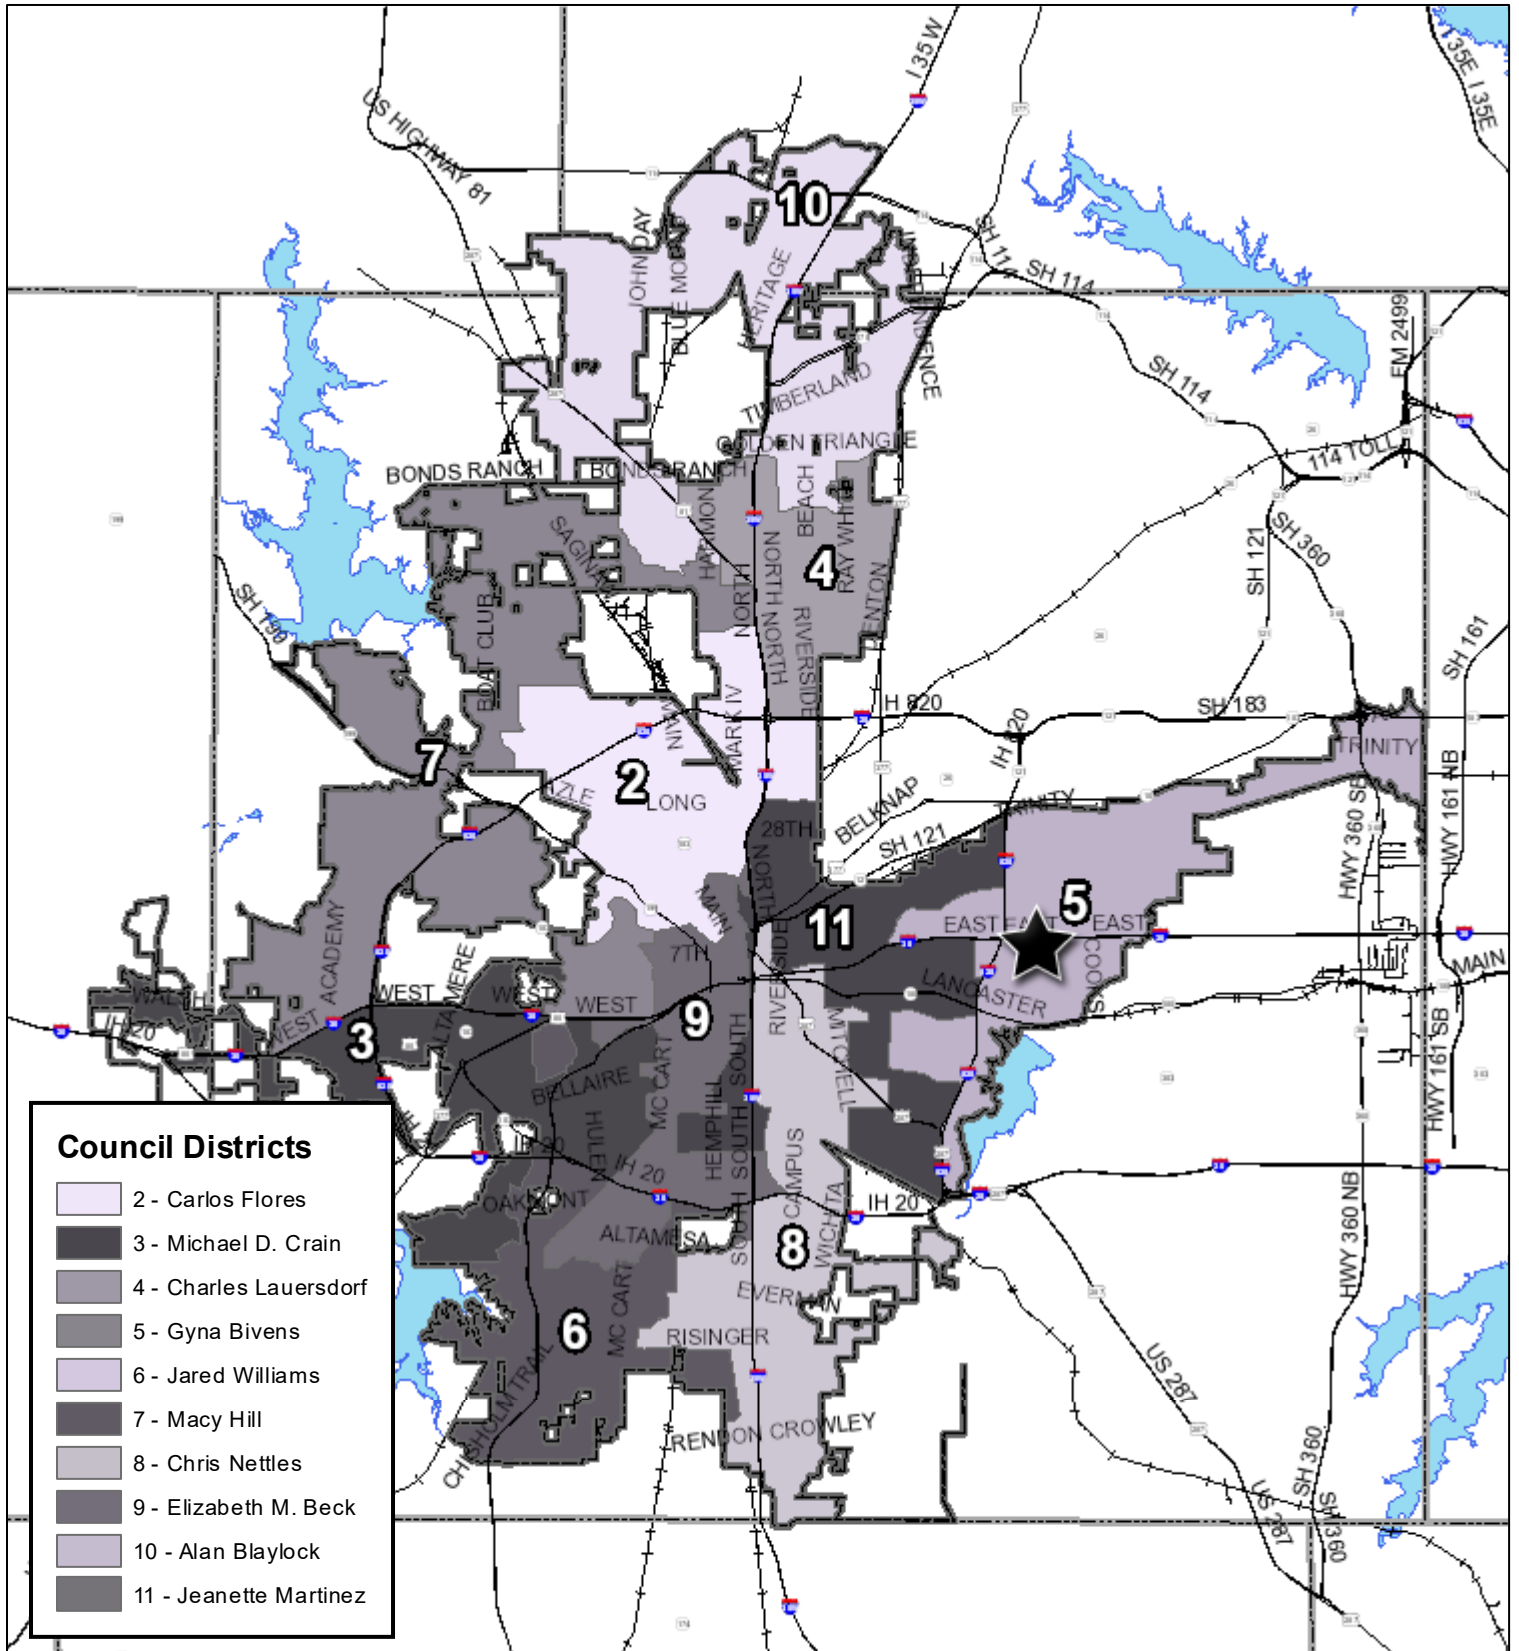 I 35W
I 35E
I 35E
US HIGHWAY 81
10
JOHN DAY
BLUE MOUND
HERITAGE
SH 114
SH 114
FM 2499
SH 114
TIMBERLAND
GOLDEN TRIANGLE
114 TOLL
BONDS RANCH
BONDS RANCH
HARMON
BEACH
RAY WHITE
SAGINAW
4
NORTH
NORTH
NORTH
DENTON
SH 121
SH 360
SH 199
BOAT CLUB
RIVERSIDE
SH 161
IH 820
SH 183
MARK IV
IH 820
TRINITY
7
2
AZLE
LONG
BELKNAP
TRINITY
28TH
SH 121
HWY 360 SB
HWY 161 NB
MAIN
NORTH
11
5
EAST
EAST
EAST
ACADEMY
7TH
RIVERSIDE
COOKS
MAIN
WALSH
WEST
ALTAMERE
WEST
WEST
LANCASTER
IH 20
WEST
3
9
MITCHELL
HWY 161 SB
BELLAIRE
MC CART
HEMPHILL
SOUTH
SOUTH
HULEN
IH 20
IH 20
CAMPUS
WICHITA
IH 20
OAKMONT
ALTAMESA
SOUTH
8
HWY 360 NB
EVERMAN
6
MC CART
RISINGER
US 287
CHISHOLM TRAIL
RENDON CROWLEY
SH 360
US 287
SH 360
Council Districts
2 - Carlos Flores
3 - Michael D. Crain
4 - Charles Lauersdorf
5 - Gyna Bivens
6 - Jared Williams
7 - Macy Hill
8 - Chris Nettles
9 - Elizabeth M. Beck
10 - Alan Blaylock
11 - Jeanette Martinez